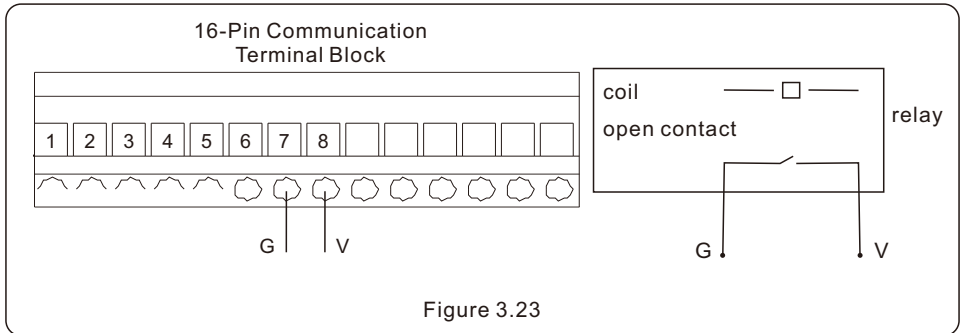 16-Pin Communication
Terminal Block
1 2 3 4 5 6 7 8
G V
coil
open contact
relay
G V
Figure 3.23